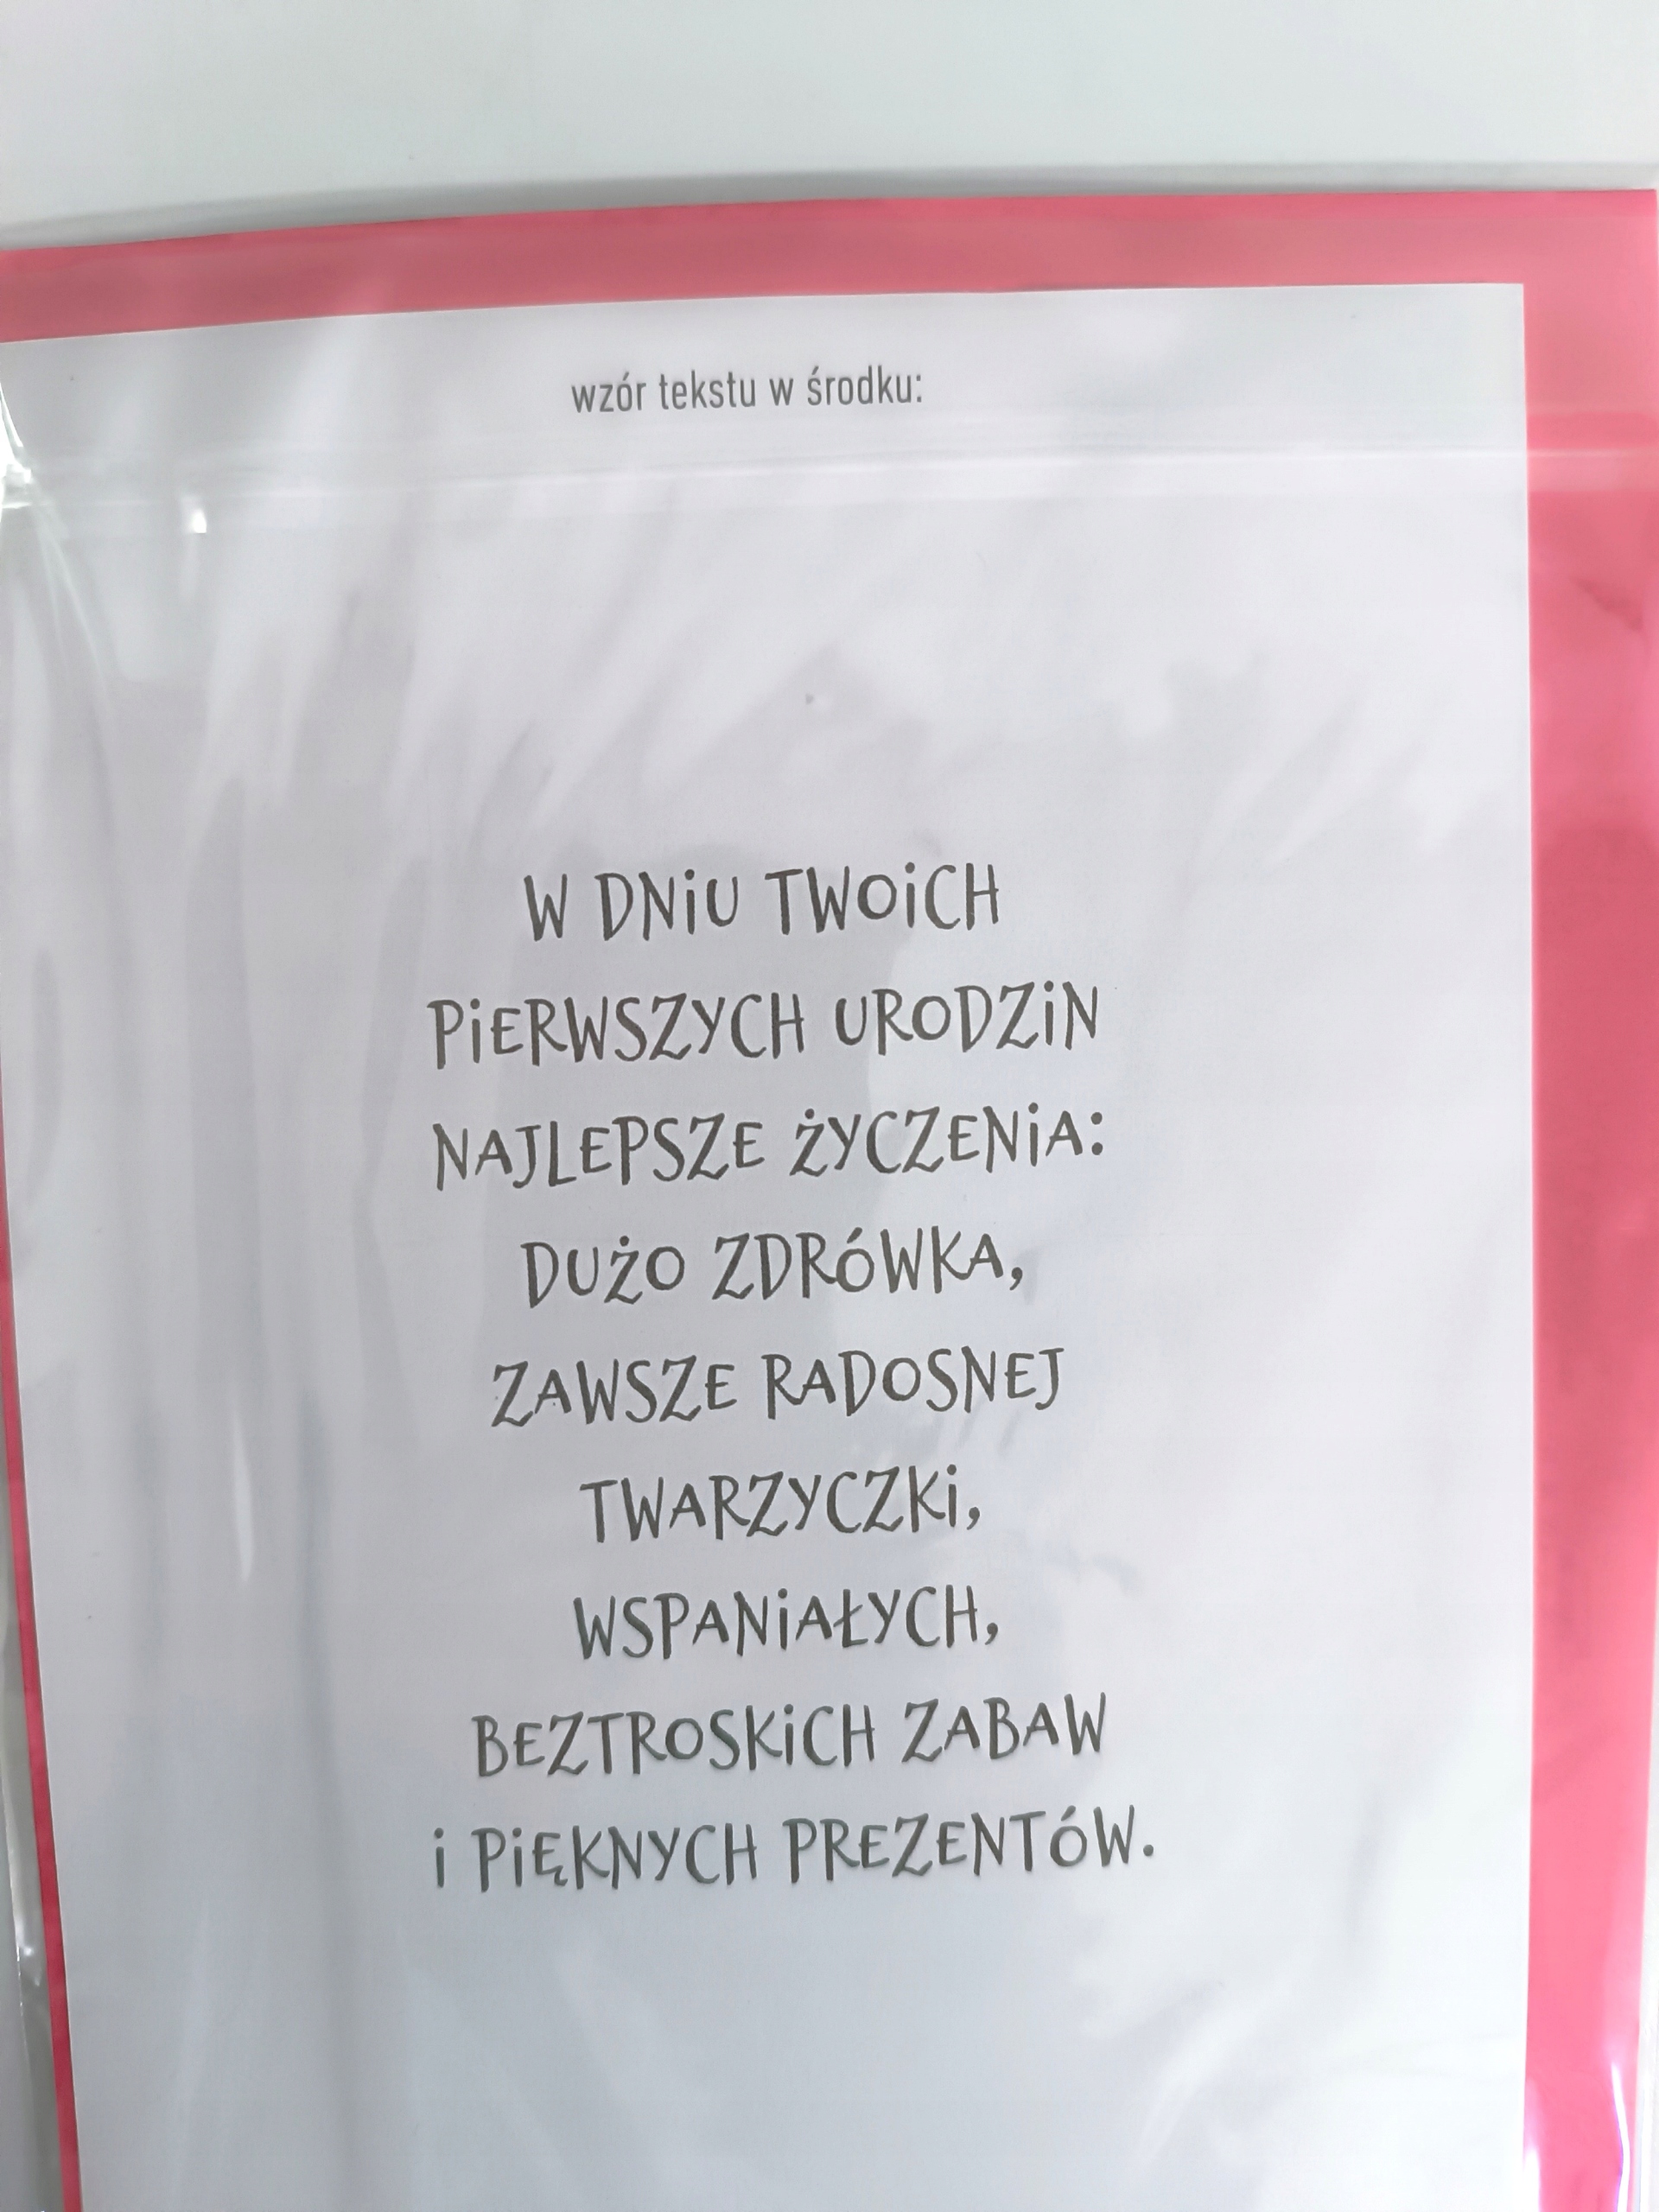 wzór tekstu w środku:
W DNiU TWOiCH
PiERWSZYCH URODZiN
NAJLEPSZE ŻYCZENiA:
DUŻO ZDRÓWKA,
ZAWSZE RADOSNEJ
TWARZYCZKi,
WSPANiAŁYCH,
BEZTROSKiCH ZABAW
i PiĘKNYCH PREZENTÓW.